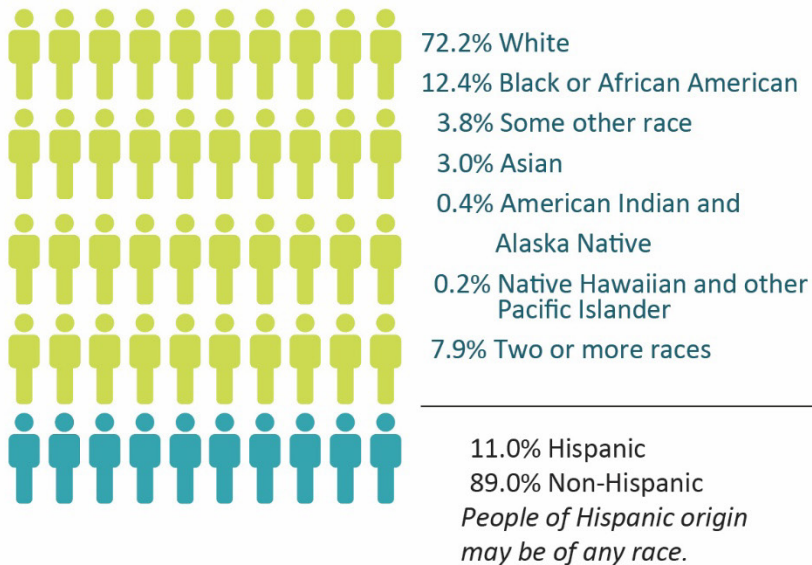 72.2% White
12.4% Black or African American
3.8% Some other race
3.0% Asian
0.4% American Indian and
Alaska Native
0.2% Native Hawaiian and other
Pacific Islander
7.9% Two or more races
11.0% Hispanic
89.0% Non-Hispanic
People of Hispanic origin
may be of any race.